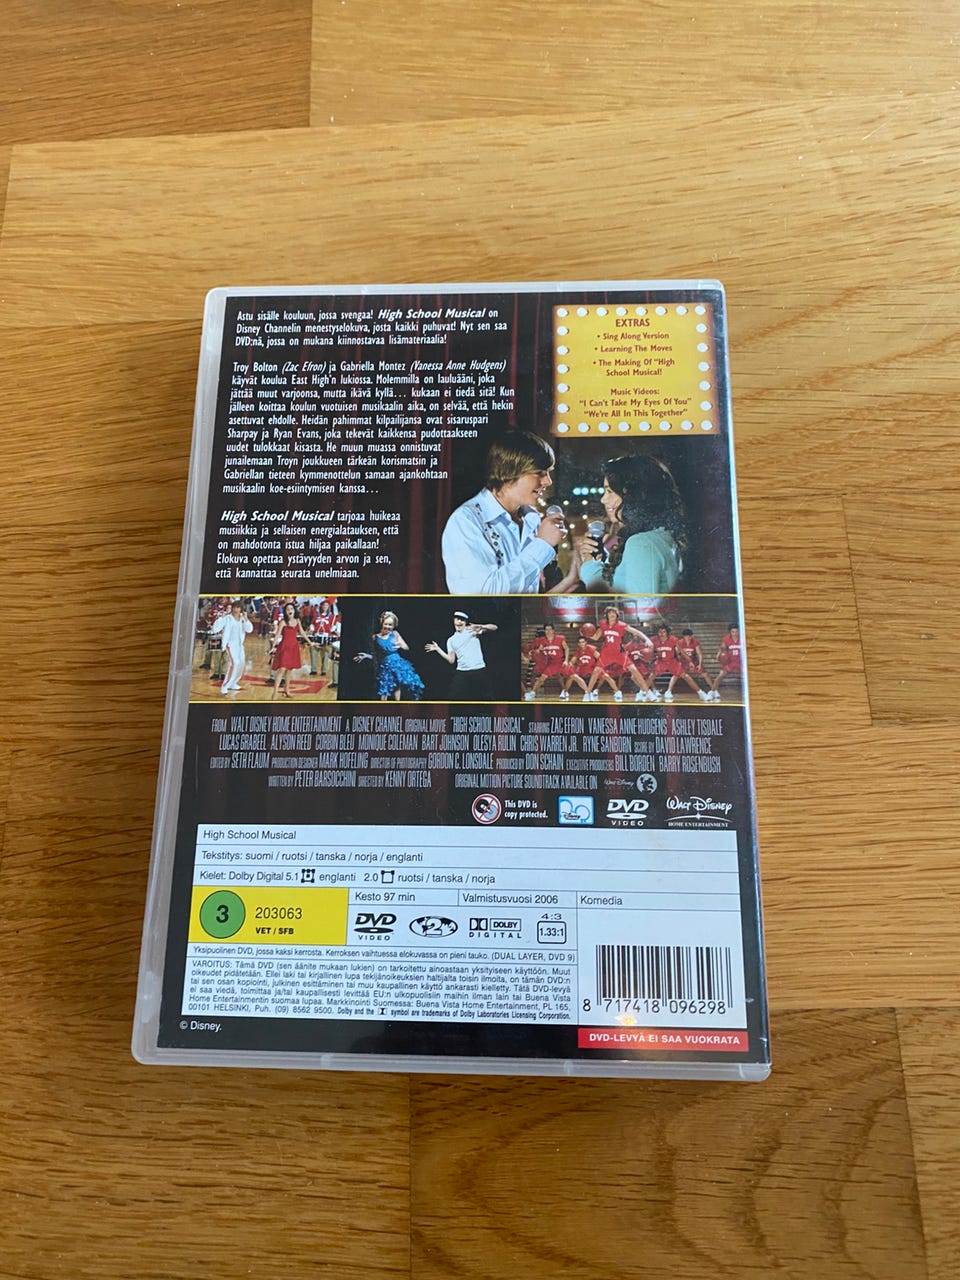 Astu sisälle kouluun, jossa svengaa! High School Musical on
Disney Channelin menestyselokuva, josta kaikki puhuvat! Nyt sen saa
DVD:nä, jossa on mukana kiinnostavaa lisämateriaalia!
Troy Bolton (Zac Efron) ja Gabriella Montez (Vanessa Anne Hudgens)
käyvät koulua East High'n lukiossa. Molemmilla on lauluääni, joka
jättää muut varjoonsa, mutta ikävä kyllä... kukaan ei tiedä sitä! Kun
jälleen koittaa koulun vuotuisen musikaalin aika, on selvää, että hekin
asettuvat ehdolle. Heidän pahimmat kilpailijansa ovat sisaruspari
Sharpay ja Ryan Evans, joka tekevät kaikkensa pudottaakseen
uudet tulokkaat kisasta. He muun muassa onnistuvat
junailemaan Troyn joukkueen tärkeän korismatsin ja
Gabriellan tieteen kymmenottelun samaan ajankohtaan
musikaalin koe-esiintymisen kanssa...
High School Musical tarjoaa huikeaa
musiikkia ja sellaisen energialatauksen, että
on mahdotonta istua hiljaa paikallaan!
Elokuva opettaa ystävyyden arvon ja sen,
että kannattaa seurata unelmiaan.
EXTRAS
• Sing Along Version
• Learning The Moves
• The Making Of "High
School Musical!
Music Videos:
"I Can't Take My Eyes Of You"
"We're All In This Together"
FROM WALT DISNEY HOME ENTERTAINMENT A DISNEY CHANNEL ORIGINAL MOVIE "HIGH SCHOOL MUSICAL" STARRING ZAC EFRON VANESSA ANNE HUDGENS ASHLEY TISDALE
LUCAS GRABEEL ALYSON REED CORBIN BLEU MONIQUE COLEMAN BART JOHNSON OLESYA RULIN CHRIS WARREN JR. RYNE SANBORN SCORE BY DAVID LAWRENCE
EDITED BY SETH FLAUM PRODUCTION DESIGNER MARK HOFELING DIRECTOR OF PHOTOGRAPHY GORDON C. LONSDALE PRODUCED BY DON SCHAIN EXECUTIVE PRODUCERS BILL BORDEN BARRY ROSENBUSH
WRITTEN BY PETER BARSOCCHINI DIRECTED BY KENNY ORTEGA ORIGINAL MOTION PICTURE SOUNDTRACK AVAILABLE ON Walt Disney
This DVD is
copy protected.
DVD
VIDEO
Walt Disney
HOME ENTERTAINMENT
High School Musical
Tekstitys: suomi / ruotsi / tanska / norja / englanti
Kielet: Dolby Digital 5.1 englanti 2.0 ruotsi / tanska / norja
3
203063
VET / SFB
Kesto 97 min
Valmistusvuosi 2006
Komedia
DVD
VIDEO
2
DOLBY
DIGITAL
4:3
1.33:1
Yksipuolinen DVD, jossa kaksi kerrosta. Kerroksen vaihtuessa elokuvassa on pieni tauko. (DUAL LAYER, DVD 9)
VAROITUS: Tämä DVD (sen äänite mukaan lukien) on tarkoitettu ainoastaan yksityiseen käyttöön. Muut
oikeudet pidätetään. Ellei laki tai kirjallinen lupa tekijänoikeuksien haltijalta toisin ilmoita, on tämän DVD:n
tai sen osan kopiointi, julkinen esittäminen tai muu kaupallinen käyttö ankarasti kielletty. Tätä DVD-levyä
ei saa viedä, toimittaa ja/tai kaupallisesti levittää EU:n ulkopuolisiin maihin ilman lain tai Buena Vista
Home Entertainmentin suomaa lupaa. Markkinointi Suomessa: Buena Vista Home Entertainment, PL 165,
00101 HELSINKI, Puh. (09) 8562 9500. Dolby and the symbol are trademarks of Dolby Laboratories Licensing Corporation.
8 717418 096298
© Disney.
DVD-LEVYÄ EI SAA VUOKRATA